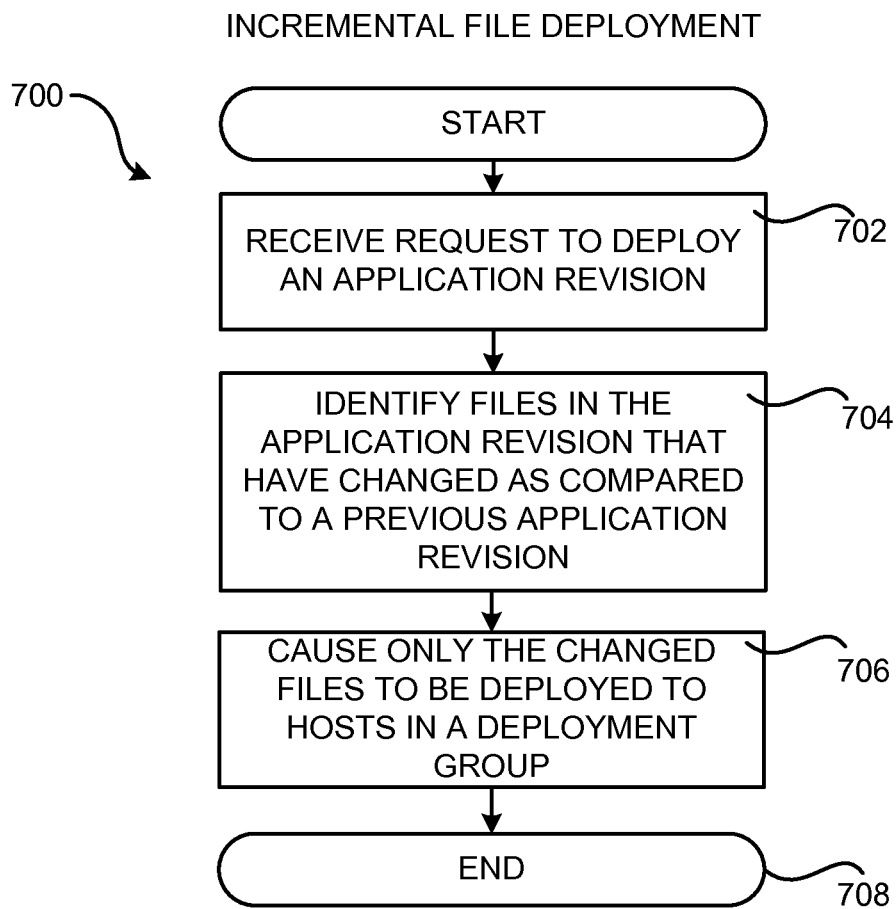 INCREMENTAL FILE DEPLOYMENT
700
START
RECEIVE REQUEST TO DEPLOY
AN APPLICATION REVISION
702
IDENTIFY FILES IN THE
APPLICATION REVISION THAT
HAVE CHANGED AS COMPARED
TO A PREVIOUS APPLICATION
REVISION
704
CAUSE ONLY THE CHANGED
FILES TO BE DEPLOYED TO
HOSTS IN A DEPLOYMENT
GROUP
706
END
708